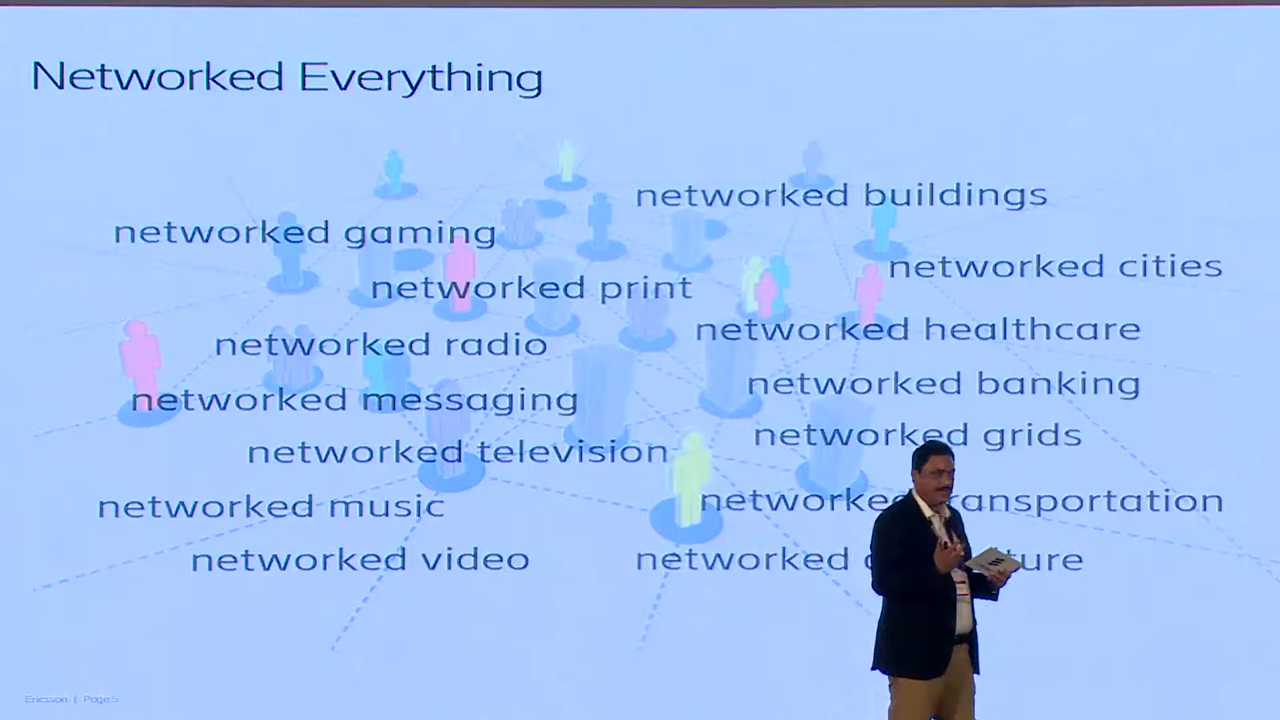 Networked Everything
networked buildings
networked gaming
networked cities
networked print
networked healthcare
networked radio
networked banking
networked messaging
networked grids
networked television
networked
networked music
networked video
networked
Ericsson | Page 5